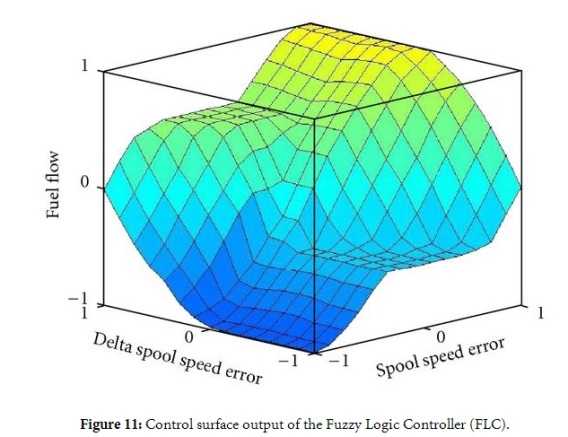 1
0
−1
Fuel flow
1
0
−1
Delta spool speed error
−1
0
1
Spool speed error
Figure 11: Control surface output of the Fuzzy Logic Controller (FLC).